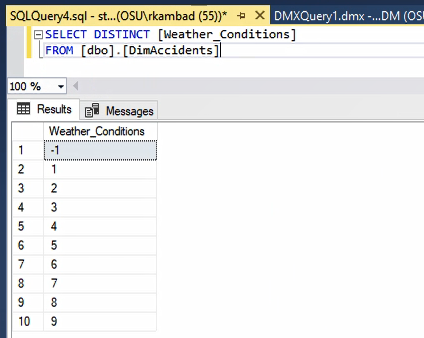 SQLQuery4.sql - st...(OSU\rkambad (55))*
DMXQuery1.dmx -...DM (OS
SELECT DISTINCT [Weather_Conditions]
FROM [dbo].[DimAccidents]
100 %
Results Messages
Weather_Conditions
1 -1
2 1
3 2
4 3
5 4
6 5
7 6
8 7
9 8
10 9